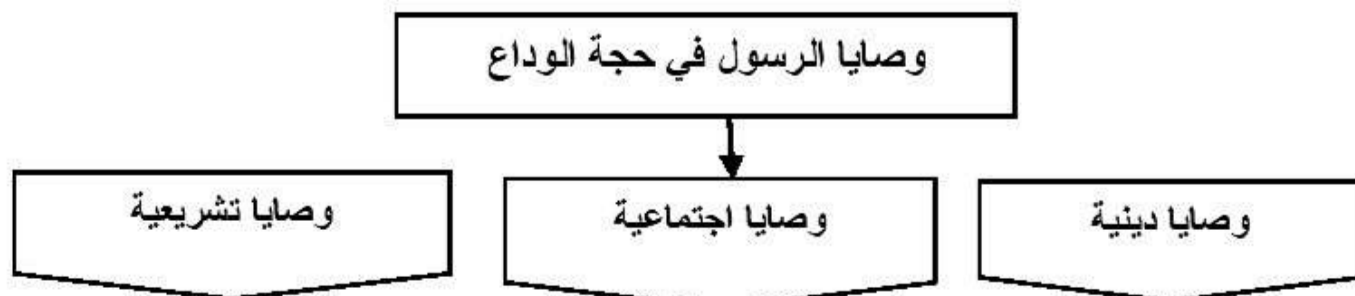 وصايا الرسول في حجة الوداع
وصايا دينية
وصايا اجتماعية
وصايا تشريعية